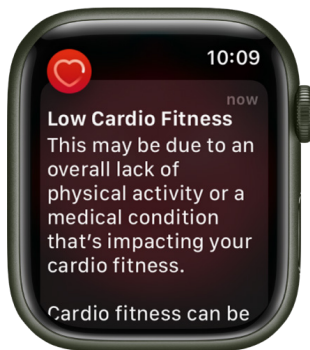 10:09
now
Low Cardio Fitness
This may be due to an
overall lack of
physical activity or a
medical condition
that's impacting your
cardio fitness.
Cardio fitness can be